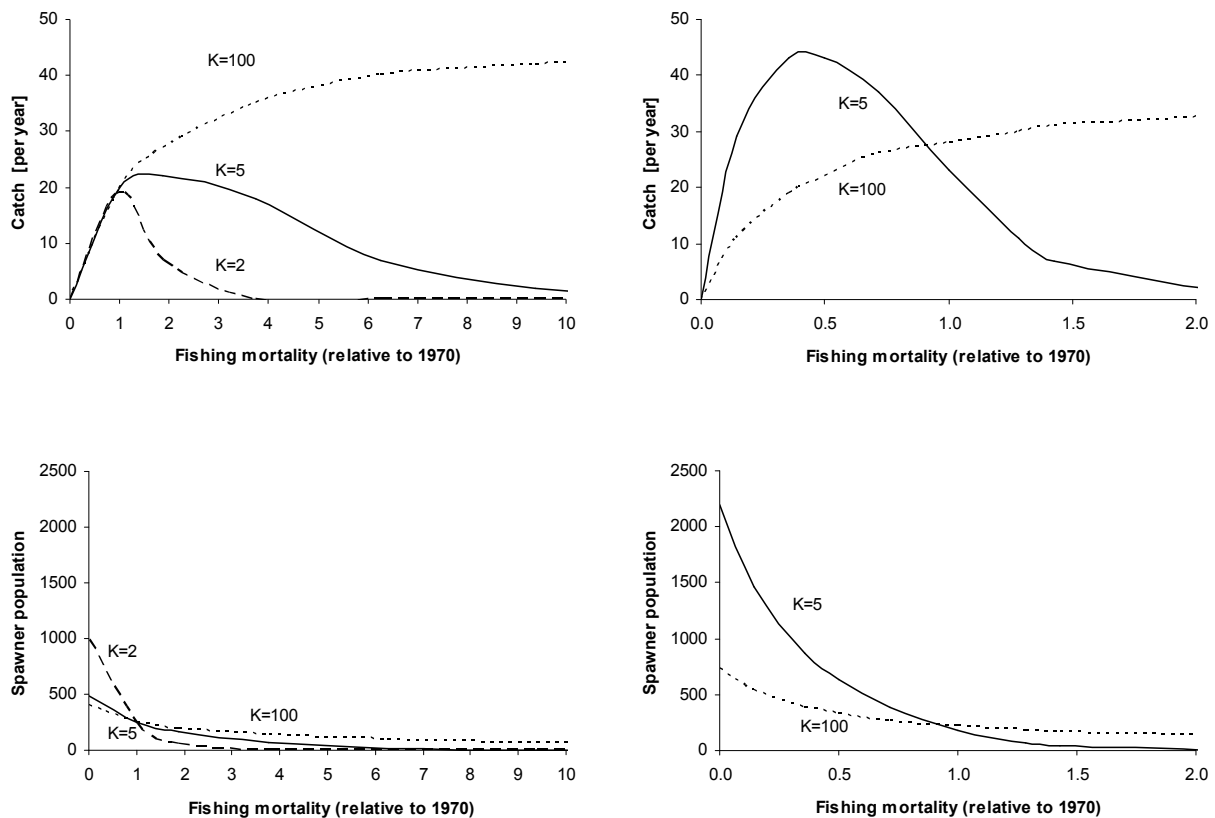 50
40
30
20
10
0
Catch [per year]
K=100
K=5
K=2
0 1 2 3 4 5 6 7 8 9 10
Fishing mortality (relative to 1970)
50
40
30
20
10
0
Catch [per year]
K=5
K=100
0.0 0.5 1.0 1.5 2.0
Fishing mortality (relative to 1970)
2500
2000
1500
1000
500
0
Spawner population
K=2
K=100
K=5
0 1 2 3 4 5 6 7 8 9 10
Fishing mortality (relative to 1970)
2500
2000
1500
1000
500
0
Spawner population
K=5
K=100
0.0 0.5 1.0 1.5 2.0
Fishing mortality (relative to 1970)